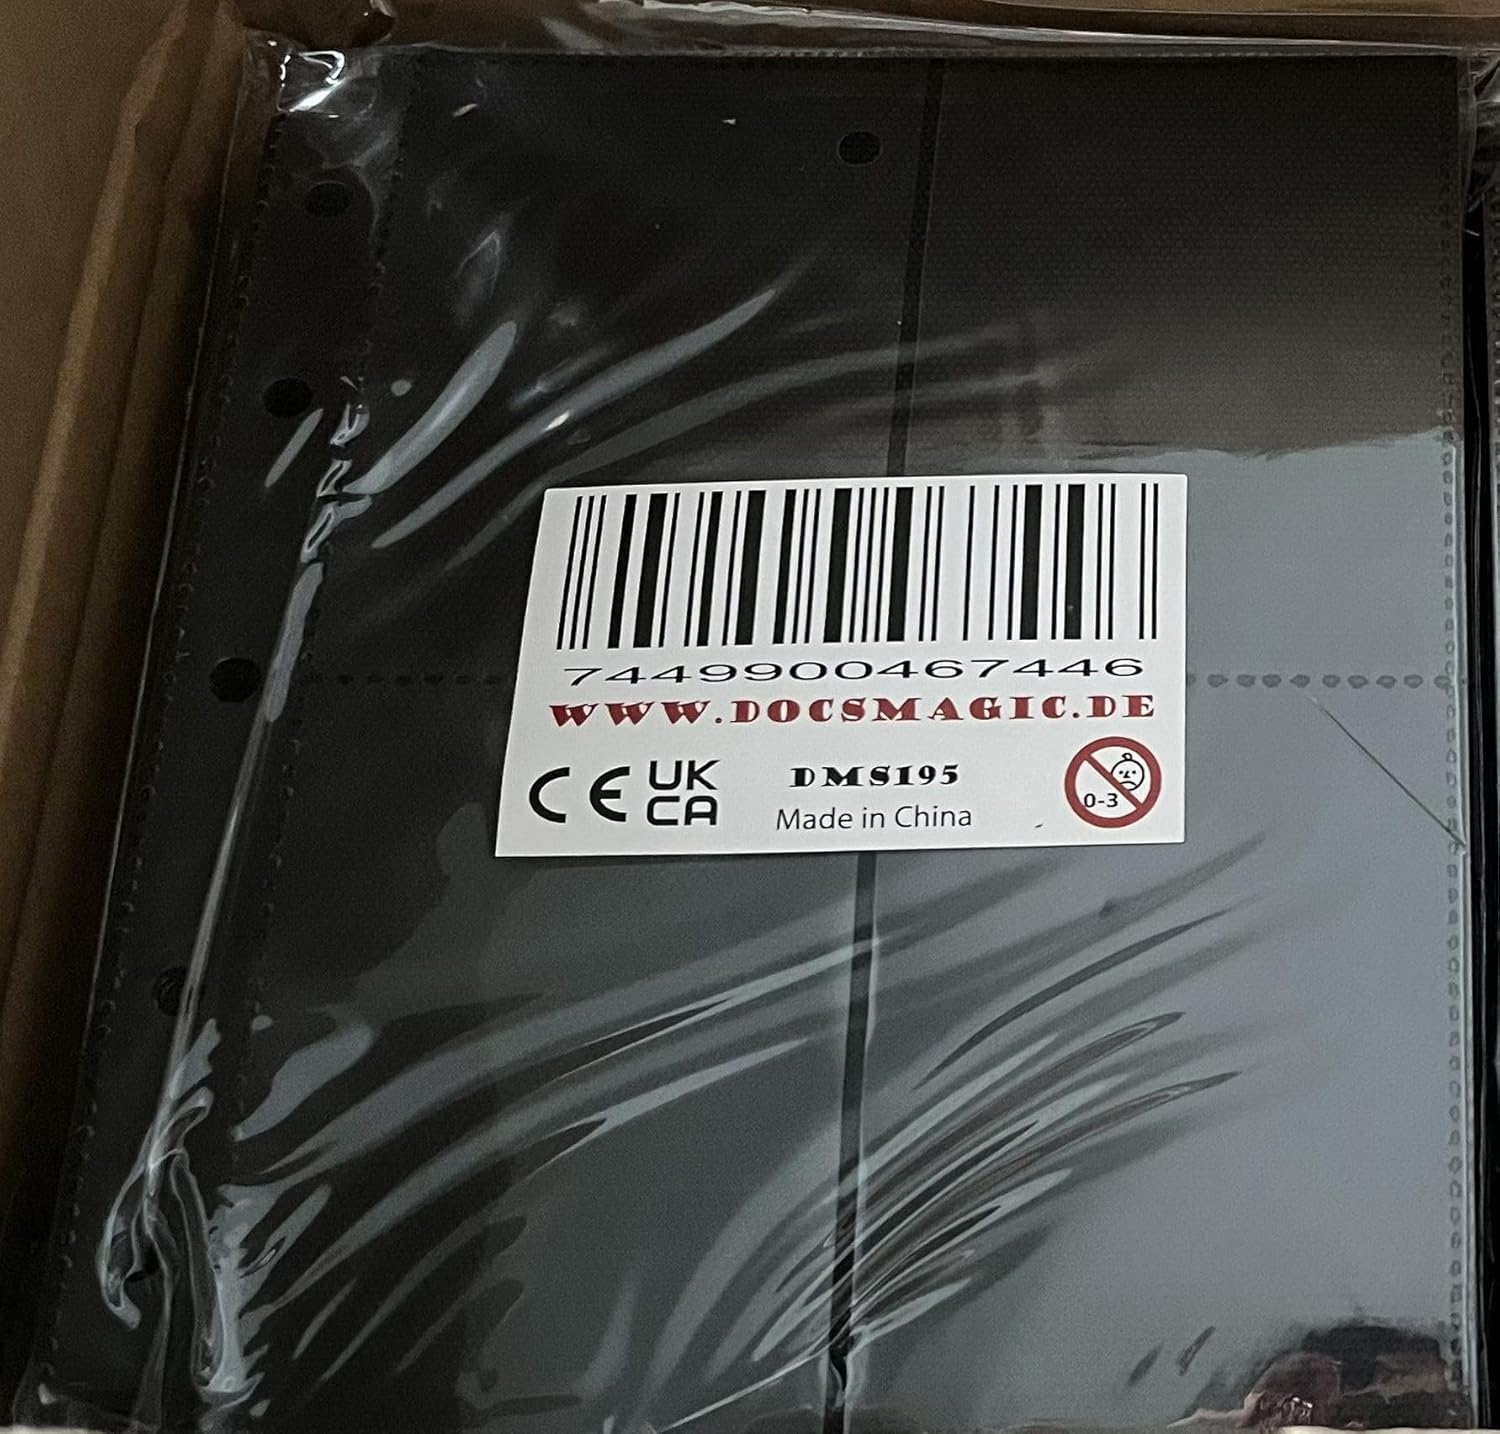 7449900467446
WWW.DOCSMAGIC.DE
CE UK CA
DMS195
Made in China
0-3